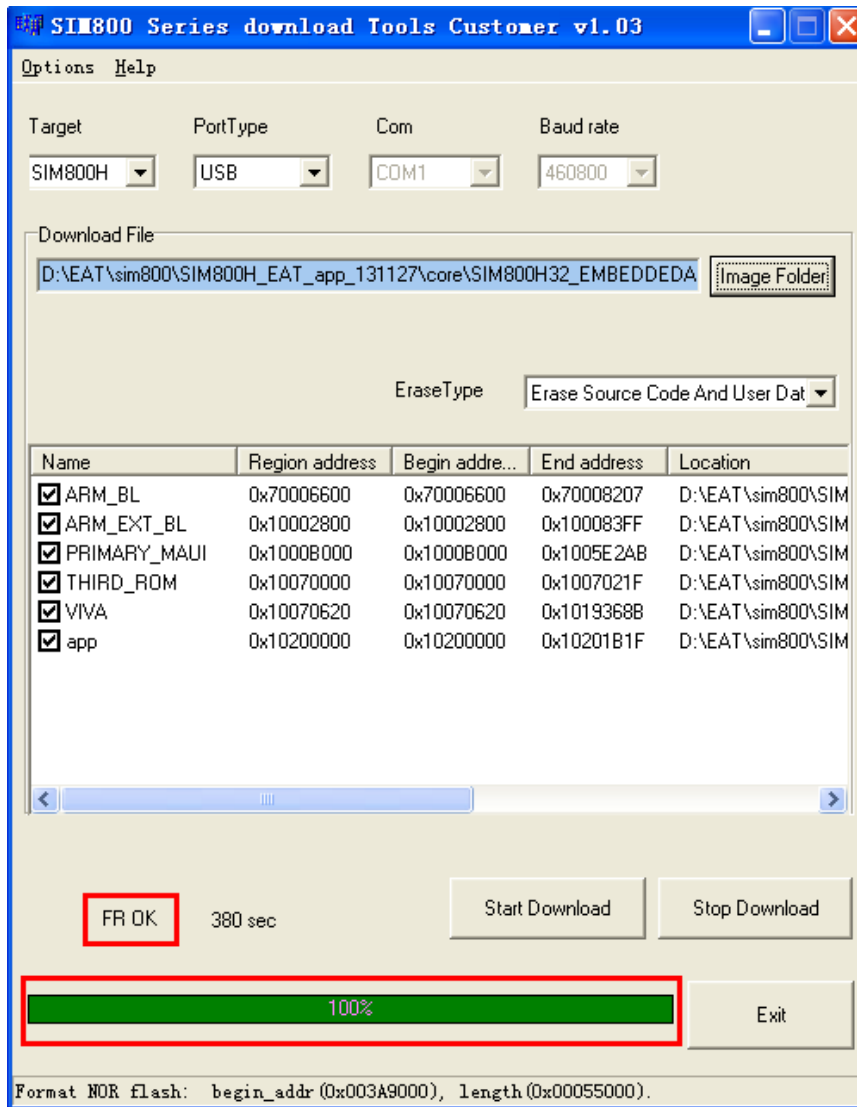 SIM800 Series download Tools Customer v1.03
Options Help
Target PortType Com Baud rate
SIM800H USB COM1 460800
Download File
D:\EAT\sim800\SIM800H_EAT_app_131127\core\SIM800H32_EMBEDDEDA Image Folder
EraseType Erase Source Code And User Dat
Name Region address Begin addre... End address Location
ARM_BL 0x70006600 0x70006600 0x70008207 D:\EAT\sim800\SIM
ARM_EXT_BL 0x10002800 0x10002800 0x100083FF D:\EAT\sim800\SIM
PRIMARY_MAUI 0x1000B000 0x1000B000 0x1005E2AB D:\EAT\sim800\SIM
THIRD_ROM 0x10070000 0x10070000 0x1007021F D:\EAT\sim800\SIM
VIVA 0x10070620 0x10070620 0x1019368B D:\EAT\sim800\SIM
app 0x10200000 0x10200000 0x10201B1F D:\EAT\sim800\SIM
FR OK 380 sec Start Download Stop Download
100% Exit
Format NOR flash: begin_addr(0x003A9000), length(0x00055000).